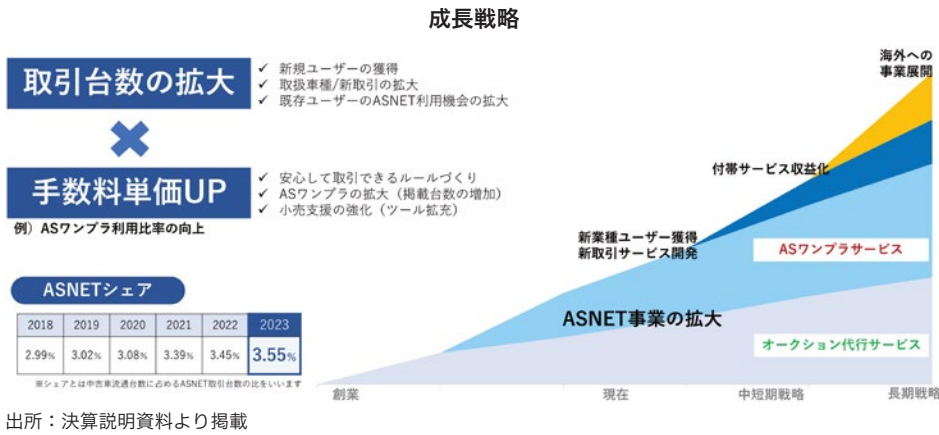 成長戦略
取引台数の拡大
✓ 新規ユーザーの獲得
✓ 取扱車種/新取引の拡大
✓ 既存ユーザーのASNET利用機会の拡大
手数料単価UP
✓ 安心して取引できるルールづくり
✓ ASワンプラの拡大（掲載台数の増加）
✓ 小売支援の強化（ツール拡充）
例）ASワンプラ利用比率の向上
ASNETシェア
2018 2019 2020 2021 2022 2023
2.99% 3.02% 3.08% 3.39% 3.45% 3.55%
※シェアとは中古車流通台数に占めるASNET取引台数の比をいいます
海外への
事業展開
付帯サービス収益化
新業種ユーザー獲得
新取引サービス開発
ASワンプラサービス
ASNET事業の拡大
オークション代行サービス
創業 現在 中短期戦略 長期戦略
出所：決算説明資料より掲載